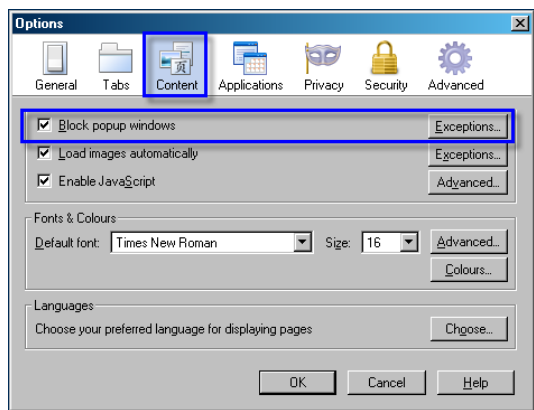 Options
General Tabs Content Applications Privacy Security Advanced
Block popup windows Exceptions...
Load images automatically Exceptions...
Enable JavaScript Advanced...
Fonts & Colours
Default font: Times New Roman Size: 16 Advanced...
Colours...
Languages
Choose your preferred language for displaying pages Choose...
OK Cancel Help